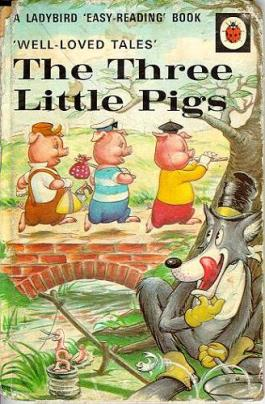 A LADYBIRD 'EASY-READING' BOOK
'WELL-LOVED TALES'
The Three
Little Pigs